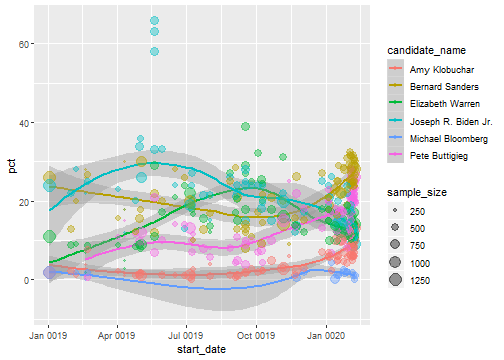 60
40
20
0
pct
Jan 0019 Apr 0019 Jul 0019 Oct 0019 Jan 0020
start_date
candidate_name
Amy Klobuchar
Bernard Sanders
Elizabeth Warren
Joseph R. Biden Jr.
Michael Bloomberg
Pete Buttigieg
sample_size
250
500
750
1000
1250